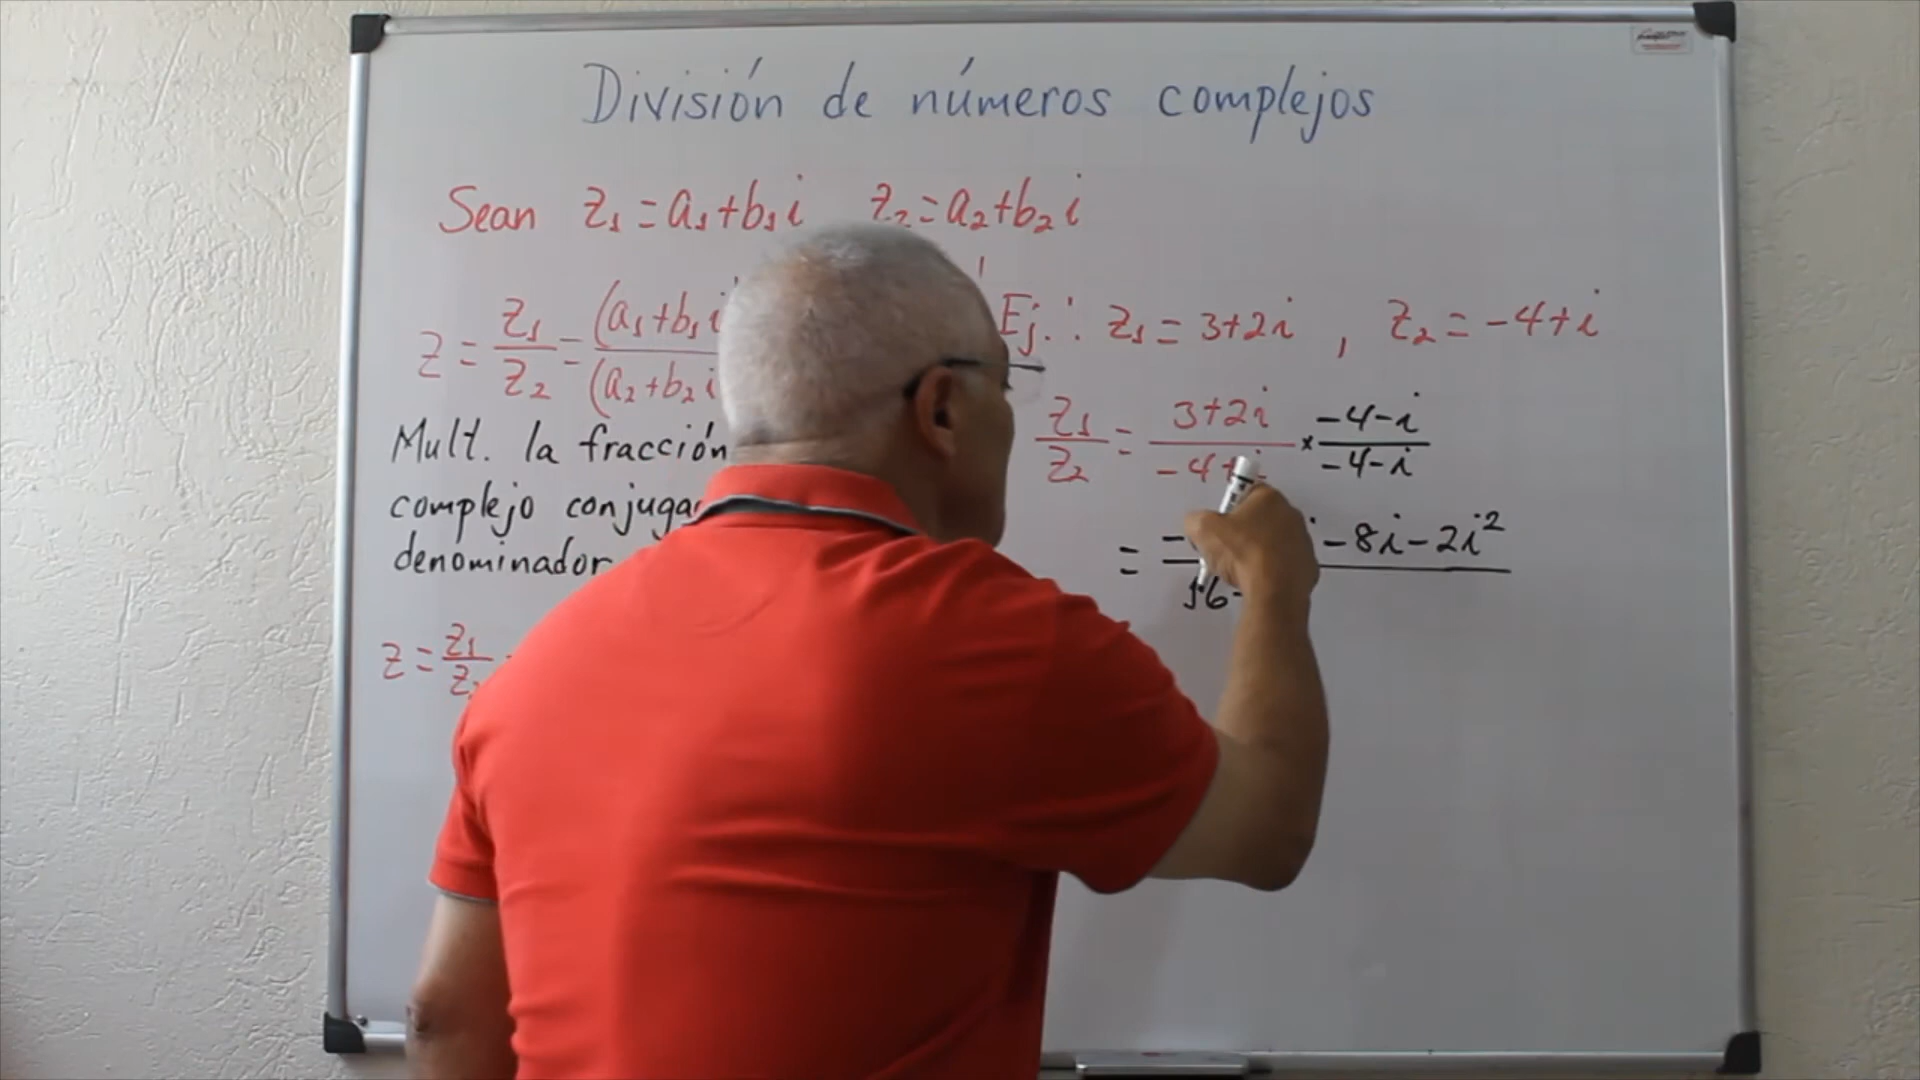 División de números complejos
Sean z₁ = a₁+b₁i z₂ = a₂+b₂i
z = z₁/z₂ = (a₁+b₁i / (a₂+b₂i
Mult. la fracción
complejo conjuga
denominador
z = z₁/z
Ej.: z₁ = 3+2i , z₂ = -4+i
z₁/z₂ = 3+2i/-4+i × -4-i/-4-i
= - i-8i-2i² / 16-